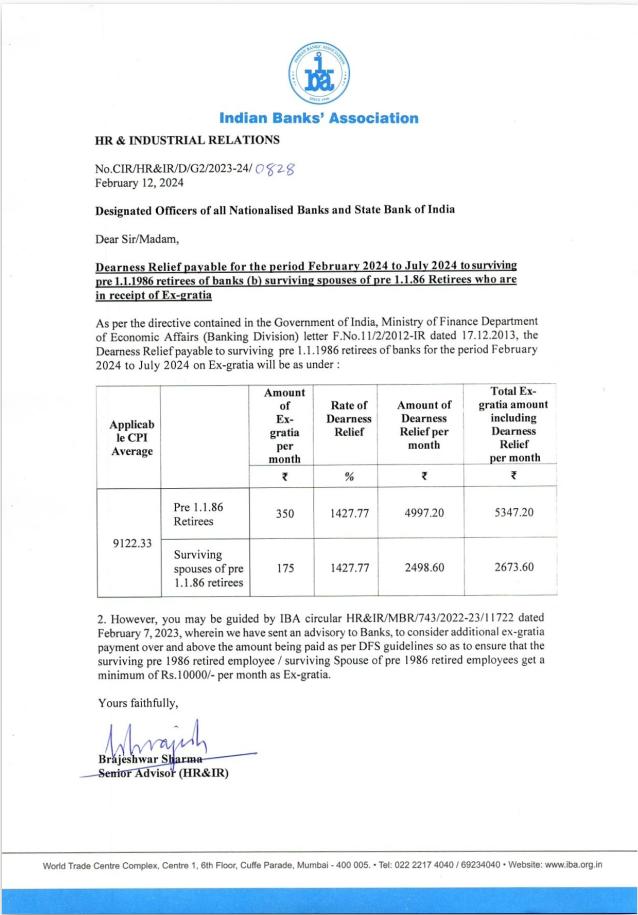 INDIAN BANKS' ASSOCIATION
iba
SINCE 1946
Indian Banks' Association
HR & INDUSTRIAL RELATIONS
No.CIR/HR&IR/D/G2/2023-24/ 0828
February 12, 2024
Designated Officers of all Nationalised Banks and State Bank of India
Dear Sir/Madam,
Dearness Relief payable for the period February 2024 to July 2024 to surviving
pre 1.1.1986 retirees of banks (b) surviving spouses of pre 1.1.86 Retirees who are
in receipt of Ex-gratia
As per the directive contained in the Government of India, Ministry of Finance Department
of Economic Affairs (Banking Division) letter F.No.11/2/2012-IR dated 17.12.2013, the
Dearness Relief payable to surviving pre 1.1.1986 retirees of banks for the period February
2024 to July 2024 on Ex-gratia will be as under :
Applicab
le CPI
Average
Amount
of
Ex-
gratia
per
month
Rate of
Dearness
Relief
Amount of
Dearness
Relief per
month
Total Ex-
gratia amount
including
Dearness
Relief
per month
₹ % ₹ ₹
9122.33
Pre 1.1.86
Retirees
350 1427.77 4997.20 5347.20
Surviving
spouses of pre
1.1.86 retirees
175 1427.77 2498.60 2673.60
2. However, you may be guided by IBA circular HR&IR/MBR/743/2022-23/11722 dated
February 7, 2023, wherein we have sent an advisory to Banks, to consider additional ex-gratia
payment over and above the amount being paid as per DFS guidelines so as to ensure that the
surviving pre 1986 retired employee / surviving Spouse of pre 1986 retired employees get a
minimum of Rs.10000/- per month as Ex-gratia.
Yours faithfully,
Brajeshwar Sharma
Senior Advisor (HR&IR)
World Trade Centre Complex, Centre 1, 6th Floor, Cuffe Parade, Mumbai - 400 005. • Tel: 022 2217 4040 / 69234040 • Website: www.iba.org.in